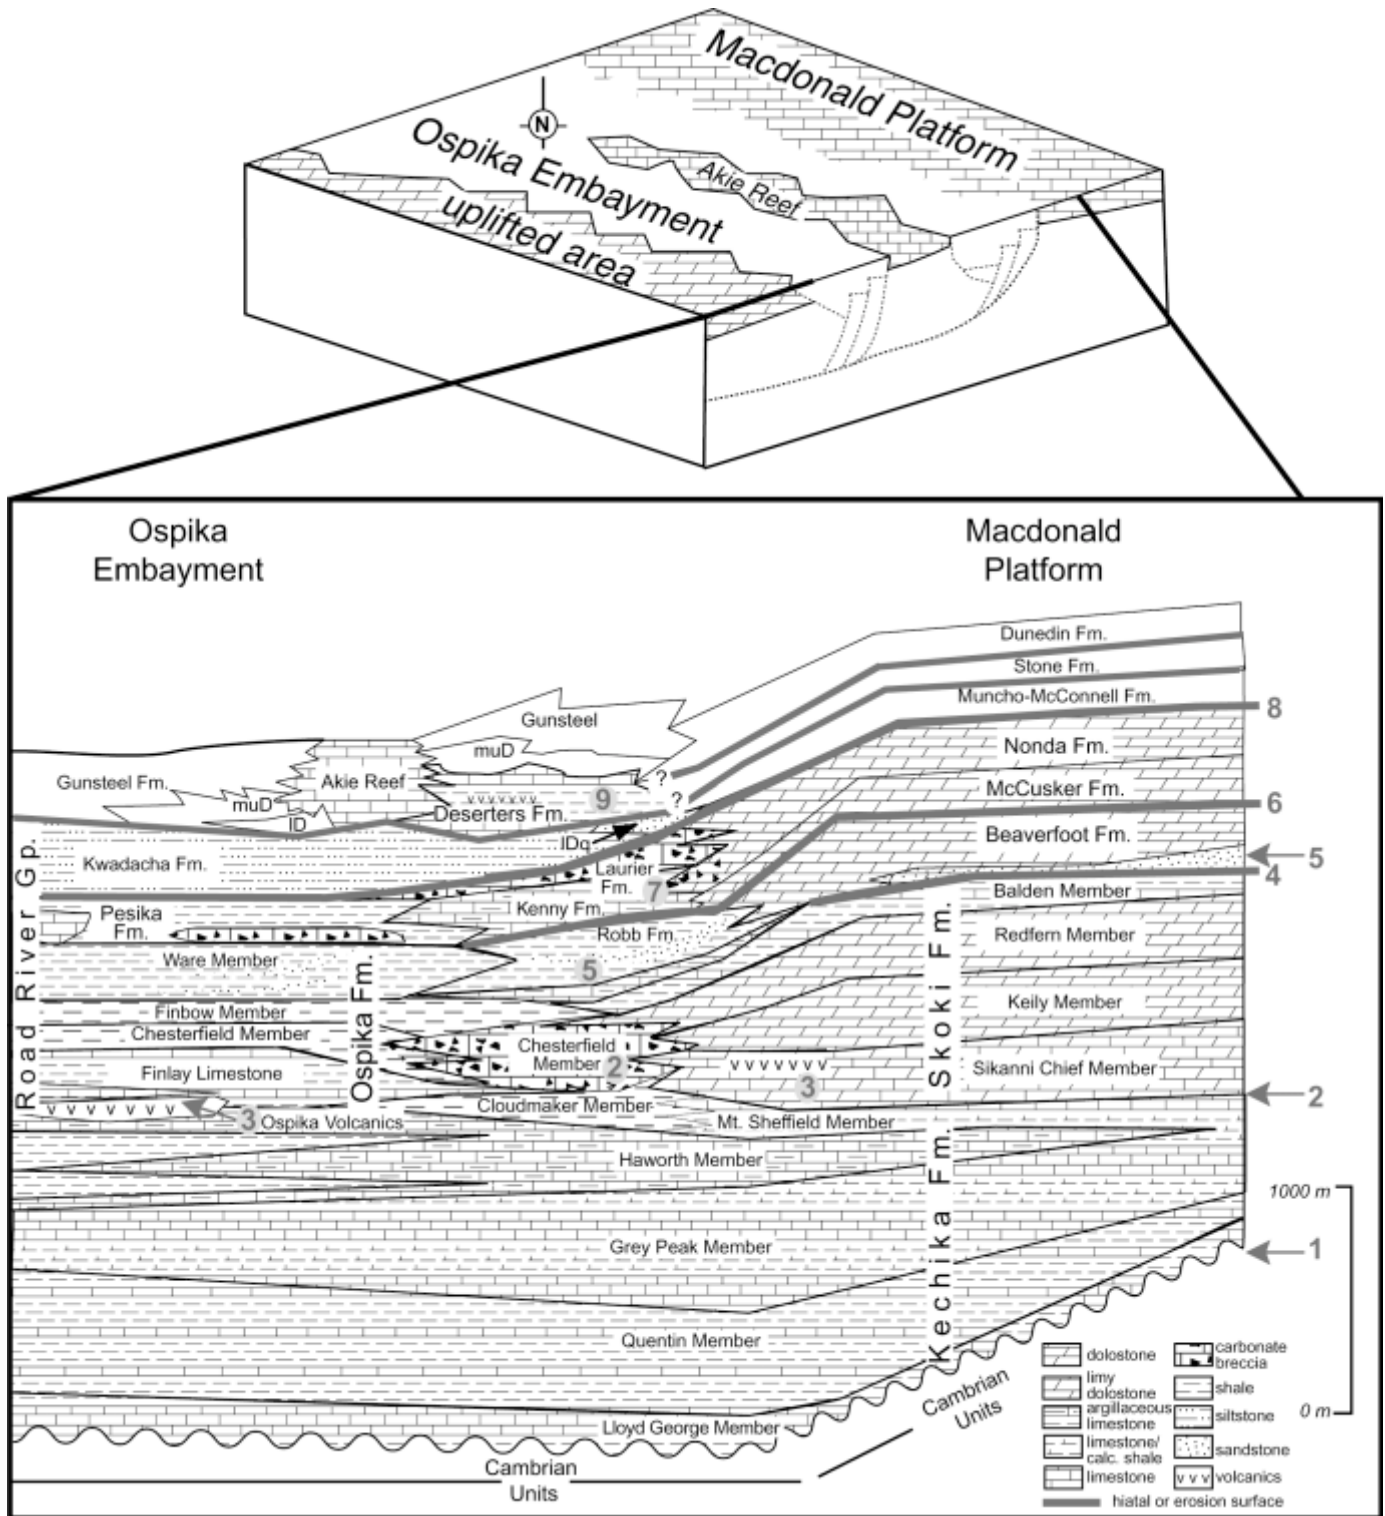 Macdonald Platform
N
Ospika Embayment
Akie Reef
uplifted area
Ospika
Embayment
Macdonald
Platform
Dunedin Fm.
Stone Fm.
Muncho-McConnell Fm.
8
Gunsteel
muD
Nonda Fm.
Gunsteel Fm.
Akie Reef
?
McCusker Fm.
muD
9
?
6
lD
Deserters Fm.
Beaverfoot Fm.
lDq
5
Kwadacha Fm.
Laurier
Fm.
7
4
Balden Member
Pesika
Fm.
Kenny Fm.
Robb Fm.
Redfern Member
Ware Member
5
Keily Member
Finbow Member
Chesterfield Member
Chesterfield
Member
2
Finlay Limestone
3
Sikanni Chief Member
2
Cloudmaker Member
3
Ospika Volcanics
Mt. Sheffield Member
Road River Gp.
Ospika Fm.
Skoki Fm.
Kechika Fm.
Haworth Member
1000 m
Grey Peak Member
1
Quentin Member
Lloyd George Member
0 m
Cambrian
Units
Cambrian
Units
dolostone
limy
dolostone
argillaceous
limestone
limestone/
calc. shale
limestone
carbonate
breccia
shale
siltstone
sandstone
volcanics
hiatal or erosion surface